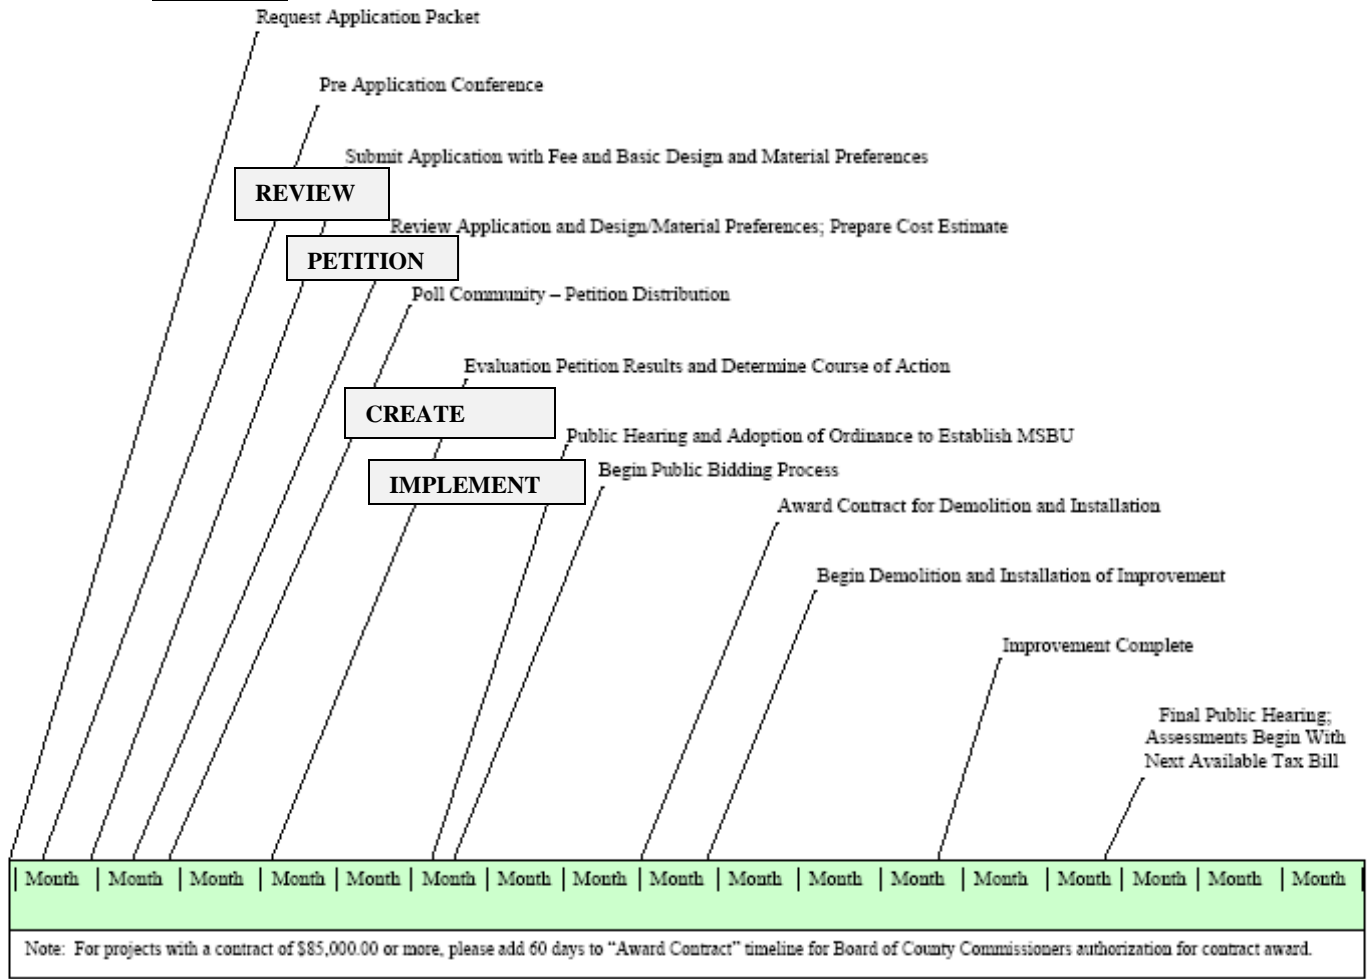 Request Application Packet
Pre Application Conference
Submit Application with Fee and Basic Design and Material Preferences
REVIEW
Review Application and Design/Material Preferences; Prepare Cost Estimate
PETITION
Poll Community – Petition Distribution
Evaluation Petition Results and Determine Course of Action
CREATE
Public Hearing and Adoption of Ordinance to Establish MSBU
Begin Public Bidding Process
IMPLEMENT
Award Contract for Demolition and Installation
Begin Demolition and Installation of Improvement
Improvement Complete
Final Public Hearing;
Assessments Begin With
Next Available Tax Bill
| Month | Month | Month | Month | Month | Month | Month | Month | Month | Month | Month | Month | Month | Month | Month | Month | Month |
Note: For projects with a contract of $85,000.00 or more, please add 60 days to “Award Contract” timeline for Board of County Commissioners authorization for contract award.